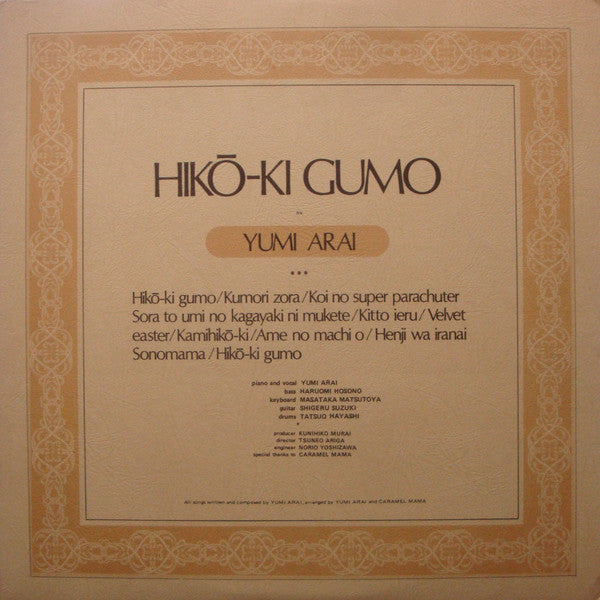 HIKŌ-KI GUMO
by
YUMI ARAI
Hikō-ki gumo/Kumori zora/Koi no super parachuter
Sora to umi no kagayaki ni mukete/Kitto ieru/Velvet
easter/Kamihikō-ki/Ame no machi o/Henji wa iranai
Sonomama/Hikō-ki gumo
piano and vocal YUMI ARAI
bass HARUOMI HOSONO
keyboard MASATAKA MATSUTOYA
guitar SHIGERU SUZUKI
drums TATSUO HAYASHI
producer KUNIHIKO MURAI
director TSUNEO ARIGA
engineer NORIO YOSHIZAWA
special thanks to CARAMEL MAMA
All songs written and composed by YUMI ARAI, arranged by YUMI ARAI and CARAMEL MAMA